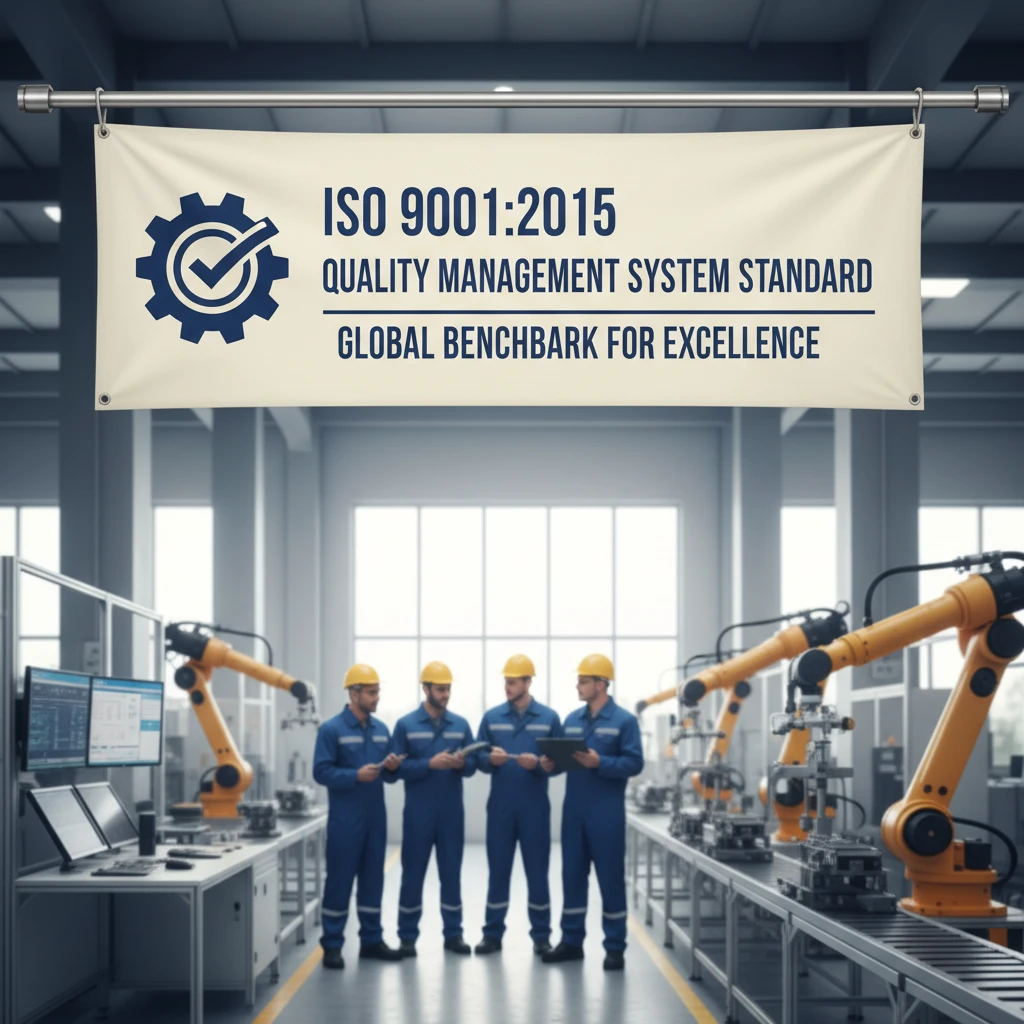 ISO 9001:2015
QUALITY MANAGEMENT SYSTEM STANDARD
GLOBAL BENCHBARK FOR EXCELLENCE